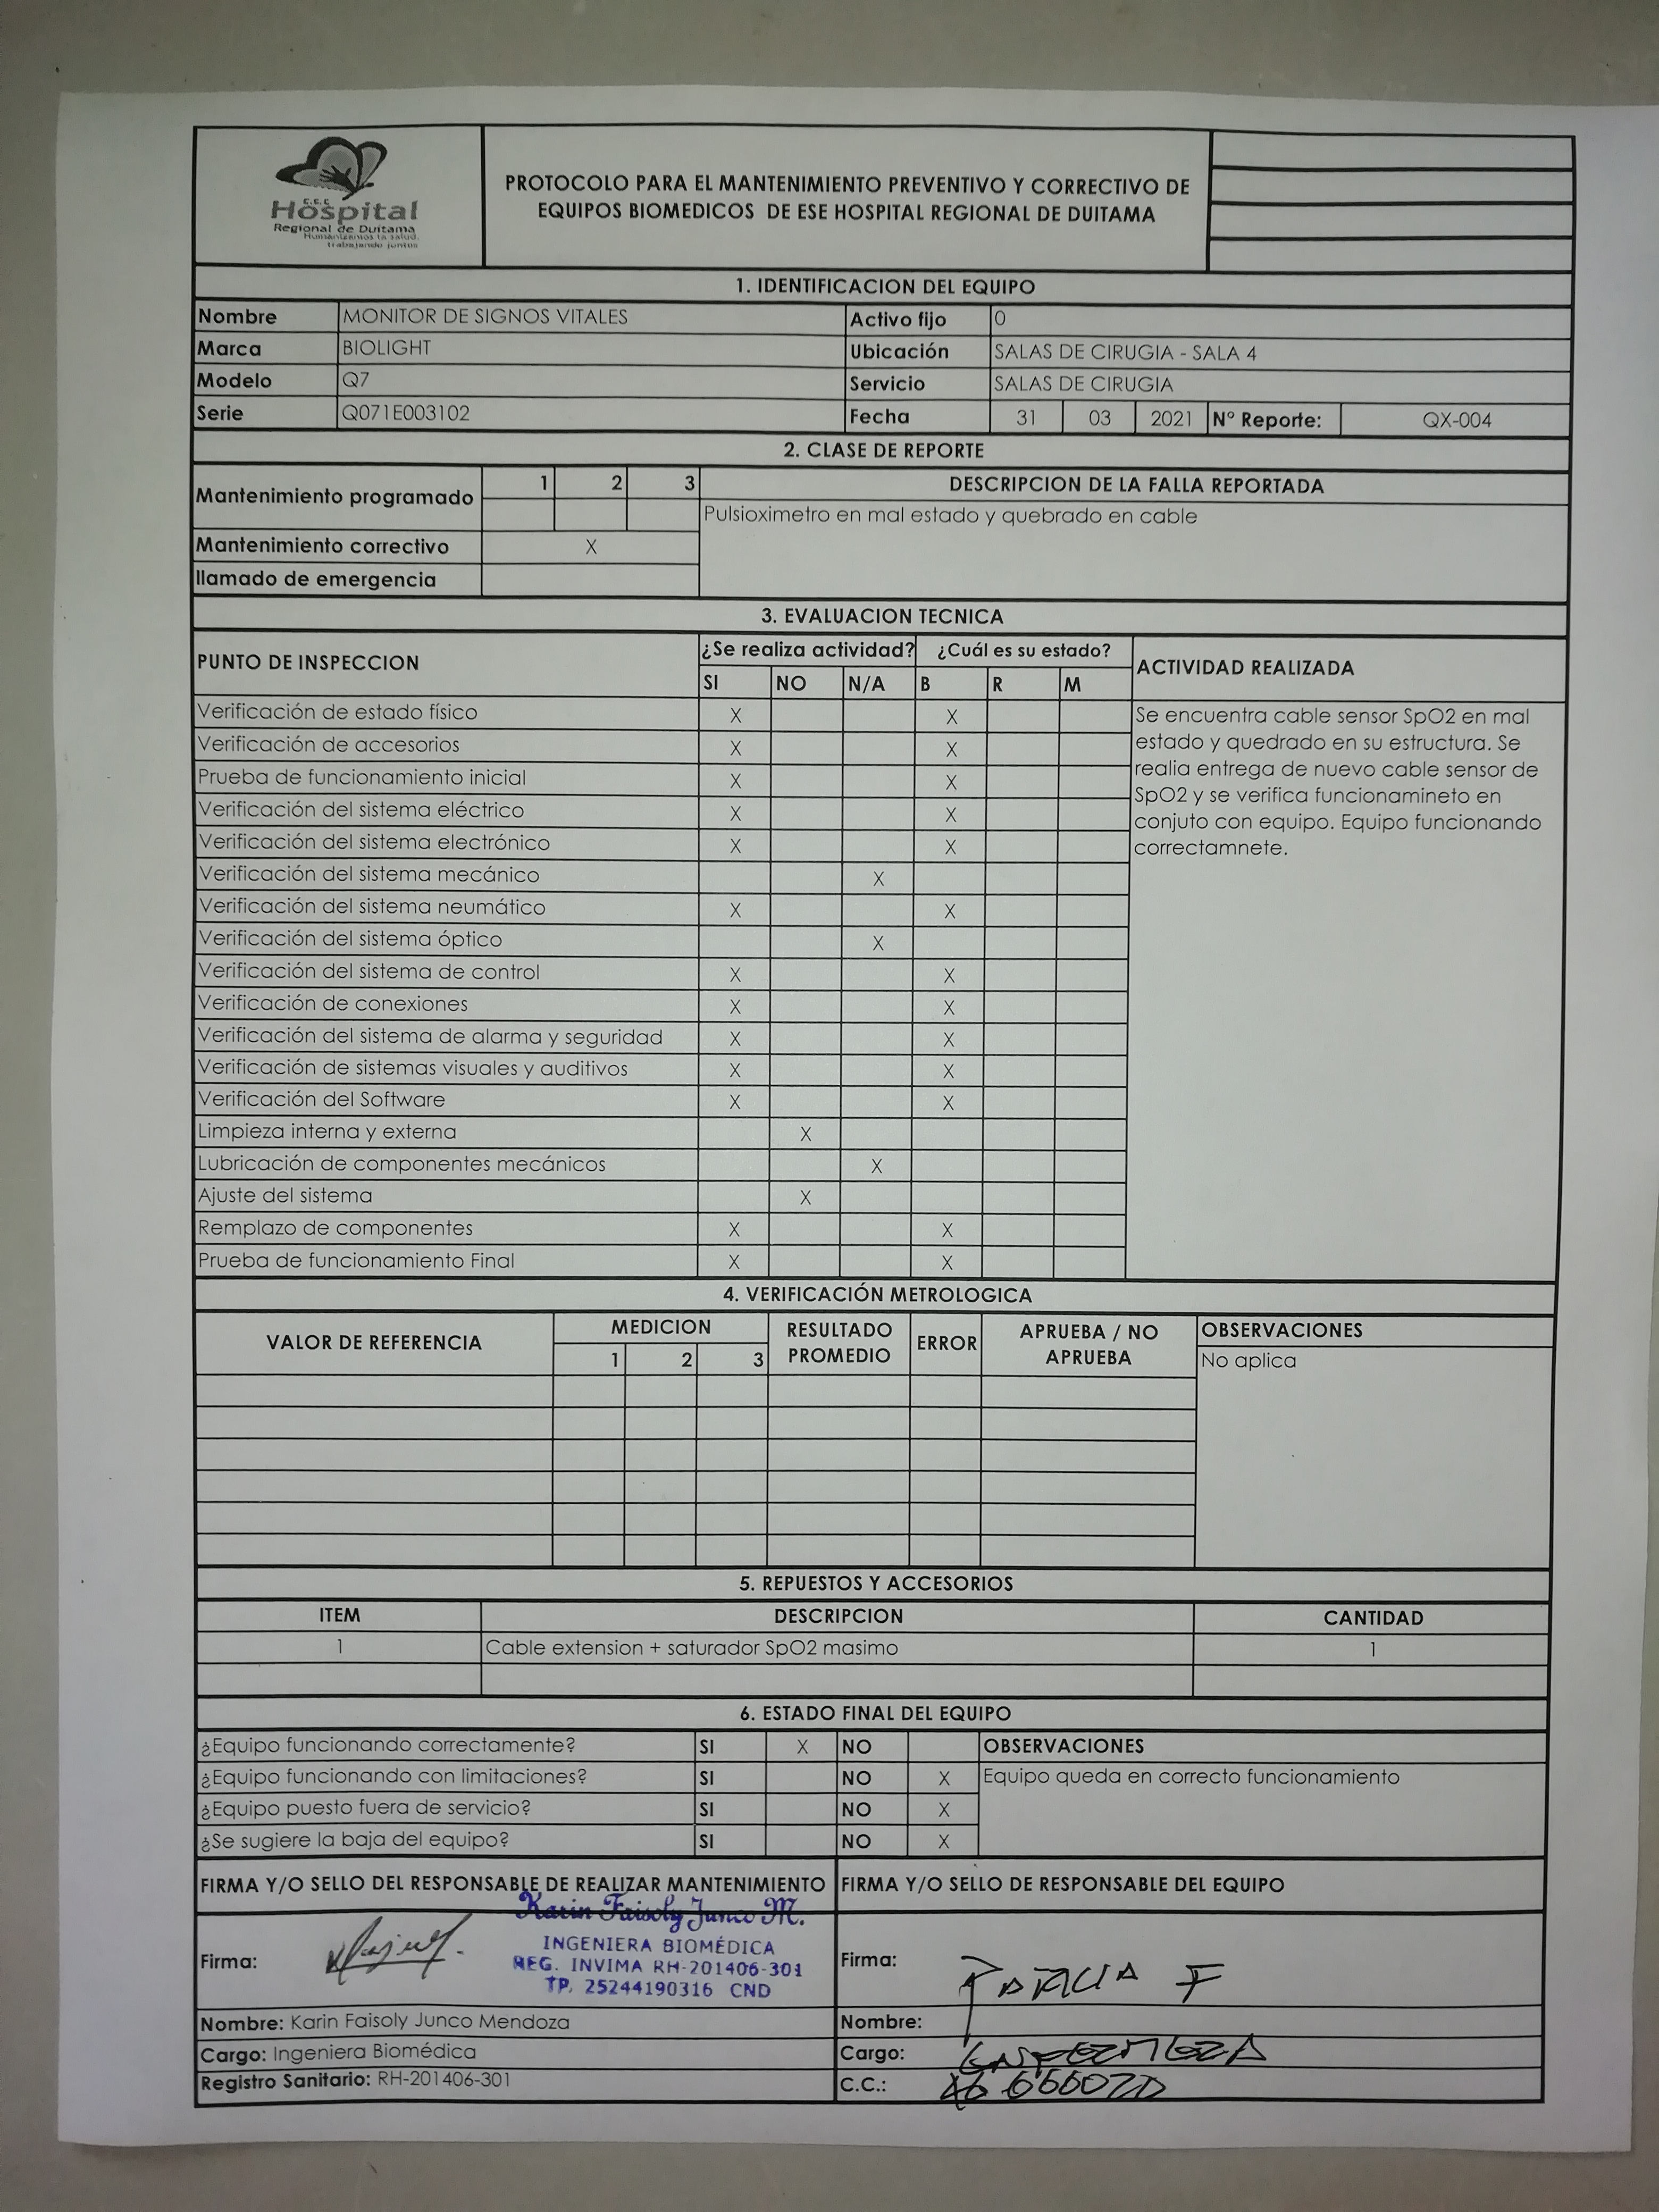 E.S.E
Hospital
Regional de Duitama
Humanizamos la salud,
trabajando juntos
PROTOCOLO PARA EL MANTENIMIENTO PREVENTIVO Y CORRECTIVO DE
EQUIPOS BIOMEDICOS DE ESE HOSPITAL REGIONAL DE DUITAMA
1. IDENTIFICACION DEL EQUIPO
Nombre MONITOR DE SIGNOS VITALES Activo fijo 0
Marca BIOLIGHT Ubicación SALAS DE CIRUGIA - SALA 4
Modelo Q7 Servicio SALAS DE CIRUGIA
Serie Q071E003102 Fecha 31 03 2021 N° Reporte: QX-004
2. CLASE DE REPORTE
Mantenimiento programado 1 2 3 DESCRIPCION DE LA FALLA REPORTADA
Pulsioximetro en mal estado y quebrado en cable
Mantenimiento correctivo X
llamado de emergencia
3. EVALUACION TECNICA
PUNTO DE INSPECCION ¿Se realiza actividad? ¿Cuál es su estado? ACTIVIDAD REALIZADA
SI NO N/A B R M
Verificación de estado físico X X Se encuentra cable sensor SpO2 en mal
Verificación de accesorios X X estado y quedrado en su estructura. Se
Prueba de funcionamiento inicial X X realia entrega de nuevo cable sensor de
Verificación del sistema eléctrico X X SpO2 y se verifica funcionamineto en
Verificación del sistema electrónico X X conjuto con equipo. Equipo funcionando
correctamnete.
Verificación del sistema mecánico X
Verificación del sistema neumático X X
Verificación del sistema óptico X
Verificación del sistema de control X X
Verificación de conexiones X X
Verificación del sistema de alarma y seguridad X X
Verificación de sistemas visuales y auditivos X X
Verificación del Software X X
Limpieza interna y externa X
Lubricación de componentes mecánicos X
Ajuste del sistema X
Remplazo de componentes X X
Prueba de funcionamiento Final X X
4. VERIFICACIÓN METROLOGICA
VALOR DE REFERENCIA MEDICION RESULTADO PROMEDIO ERROR APRUEBA / NO APRUEBA OBSERVACIONES
1 2 3 No aplica
5. REPUESTOS Y ACCESORIOS
ITEM DESCRIPCION CANTIDAD
1 Cable extension + saturador SpO2 masimo 1
6. ESTADO FINAL DEL EQUIPO
¿Equipo funcionando correctamente? SI X NO OBSERVACIONES
¿Equipo funcionando con limitaciones? SI NO X Equipo queda en correcto funcionamiento
¿Equipo puesto fuera de servicio? SI NO X
¿Se sugiere la baja del equipo? SI NO X
FIRMA Y/O SELLO DEL RESPONSABLE DE REALIZAR MANTENIMIENTO FIRMA Y/O SELLO DE RESPONSABLE DEL EQUIPO
Karin Faisoly Junco M.
INGENIERA BIOMÉDICA
REG. INVIMA RH-201406-301
TP. 25244190316 CND
Firma: Firma:
Nombre: Karin Faisoly Junco Mendoza Nombre:
Cargo: Ingeniera Biomédica Cargo:
Registro Sanitario: RH-201406-301 C.C.: